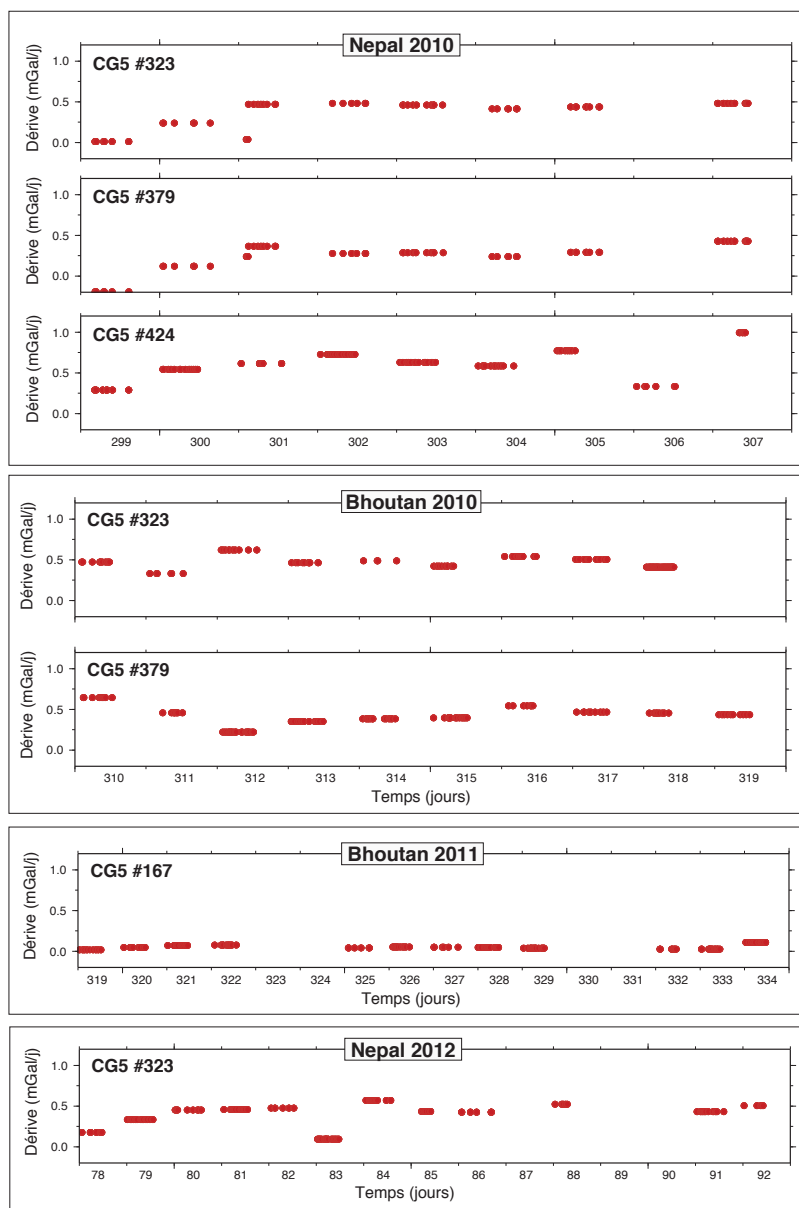 Nepal 2010
CG5 #323
Dérive (mGal/j)
1.0
0.5
0.0
CG5 #379
Dérive (mGal/j)
1.0
0.5
0.0
CG5 #424
Dérive (mGal/j)
1.0
0.5
0.0
299 300 301 302 303 304 305 306 307
Bhoutan 2010
CG5 #323
Dérive (mGal/j)
1.0
0.5
0.0
CG5 #379
Dérive (mGal/j)
1.0
0.5
0.0
310 311 312 313 314 315 316 317 318 319
Temps (jours)
Bhoutan 2011
CG5 #167
Dérive (mGal/j)
1.0
0.5
0.0
319 320 321 322 323 324 325 326 327 328 329 330 331 332 333 334
Temps (jours)
Nepal 2012
CG5 #323
Dérive (mGal/j)
1.0
0.5
0.0
78 79 80 81 82 83 84 85 86 87 88 89 90 91 92
Temps (jours)